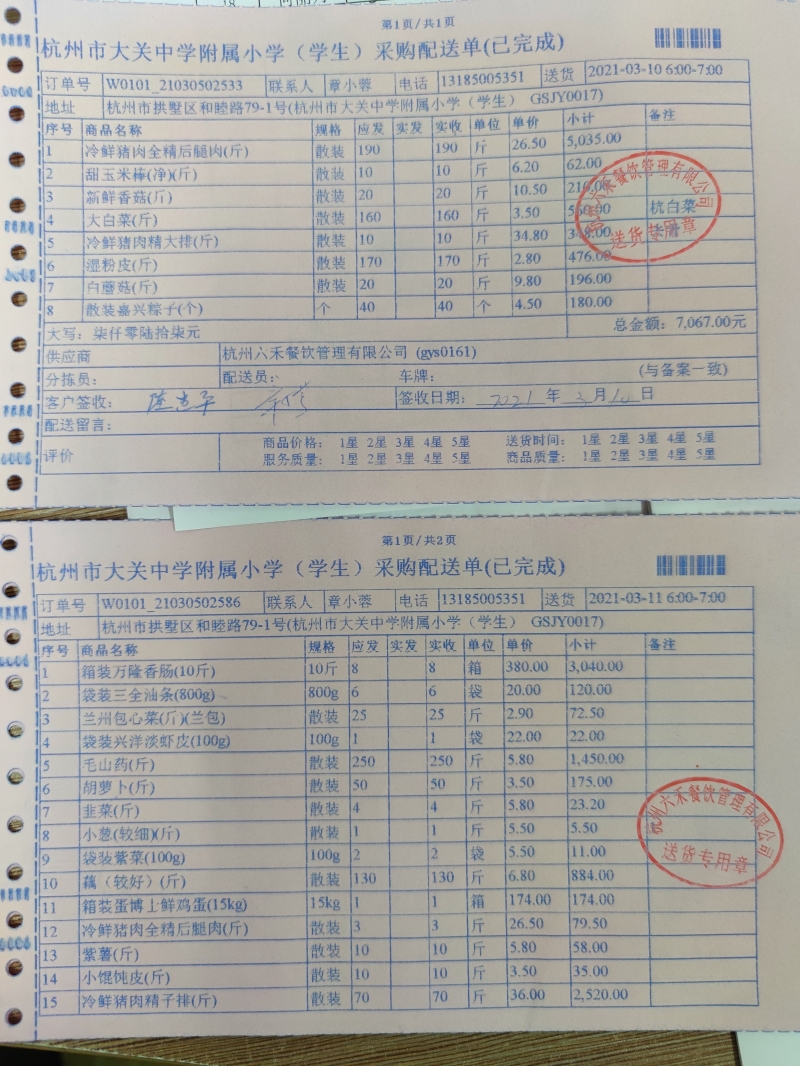 第1页/共1页
杭州市大关中学附属小学（学生）采购配送单(已完成)
订单号 W0101_21030502533 联系人 章小蓉 电话 13185005351 送货 2021-03-10 6:00-7:00
地址 杭州市拱墅区和睦路79-1号(杭州市大关中学附属小学（学生） GSJY0017)
序号 商品名称 规格 应发 实发 实收 单位 单价 小计 备注
1 冷鲜猪肉全精后腿肉(斤) 散装 190 190 斤 26.50 5,035.00
2 甜玉米棒(净)(斤) 散装 10 10 斤 6.20 62.00
3 新鲜香菇(斤) 散装 20 20 斤 10.50 210.00
4 大白菜(斤) 散装 160 160 斤 3.50 560.00 杭白菜
5 冷鲜猪肉精大排(斤) 散装 10 10 斤 34.80 348.00
6 湿粉皮(斤) 散装 170 170 斤 2.80 476.00
7 白蘑菇(斤) 散装 20 20 斤 9.80 196.00
8 散装嘉兴粽子(个) 个 40 40 个 4.50 180.00
大写：柒仟零陆拾柒元 总金额：7,067.00元
供应商 杭州六禾餐饮管理有限公司 (gys0161)
分拣员： 配送员： 车牌： (与备案一致)
客户签收： 签收日期： 2021 年 3 月 10 日
配送留言：
评价 商品价格： 1星 2星 3星 4星 5星 送货时间： 1星 2星 3星 4星 5星
服务质量： 1星 2星 3星 4星 5星 商品质量： 1星 2星 3星 4星 5星
杭州六禾餐饮管理有限公司
送货专用章
第1页/共2页
杭州市大关中学附属小学（学生）采购配送单(已完成)
订单号 W0101_21030502586 联系人 章小蓉 电话 13185005351 送货 2021-03-11 6:00-7:00
地址 杭州市拱墅区和睦路79-1号(杭州市大关中学附属小学（学生） GSJY0017)
序号 商品名称 规格 应发 实发 实收 单位 单价 小计 备注
1 箱装万隆香肠(10斤) 10斤 8 8 箱 380.00 3,040.00
2 袋装三全油条(800g) 800g 6 6 袋 20.00 120.00
3 兰州包心菜(斤)(兰包) 散装 25 25 斤 2.90 72.50
4 袋装兴洋淡虾皮(100g) 100g 1 1 袋 22.00 22.00
5 毛山药(斤) 散装 250 250 斤 5.80 1,450.00
6 胡萝卜(斤) 散装 50 50 斤 3.50 175.00
7 韭菜(斤) 散装 4 4 斤 5.80 23.20
8 小葱(较细)(斤) 散装 1 1 斤 5.50 5.50
9 袋装紫菜(100g) 100g 2 2 袋 5.50 11.00
10 藕（较好）(斤) 散装 130 130 斤 6.80 884.00
11 箱装蛋博士鲜鸡蛋(15kg) 15kg 1 1 箱 174.00 174.00
12 冷鲜猪肉全精后腿肉(斤) 散装 3 3 斤 26.50 79.50
13 紫薯(斤) 散装 10 10 斤 5.80 58.00
14 小馄饨皮(斤) 散装 10 10 斤 3.50 35.00
15 冷鲜猪肉精子排(斤) 散装 70 70 斤 36.00 2,520.00
杭州六禾餐饮管理有限公司
送货专用章